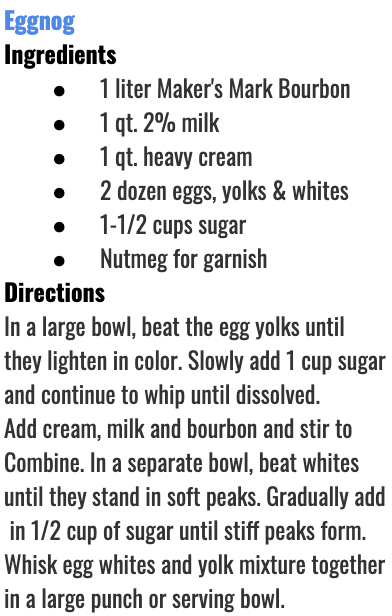 Eggnog
Ingredients
● 1 liter Maker's Mark Bourbon
● 1 qt. 2% milk
● 1 qt. heavy cream
● 2 dozen eggs, yolks & whites
● 1-1/2 cups sugar
● Nutmeg for garnish
Directions
In a large bowl, beat the egg yolks until
they lighten in color. Slowly add 1 cup sugar
and continue to whip until dissolved.
Add cream, milk and bourbon and stir to
Combine. In a separate bowl, beat whites
until they stand in soft peaks. Gradually add
in 1/2 cup of sugar until stiff peaks form.
Whisk egg whites and yolk mixture together
in a large punch or serving bowl.